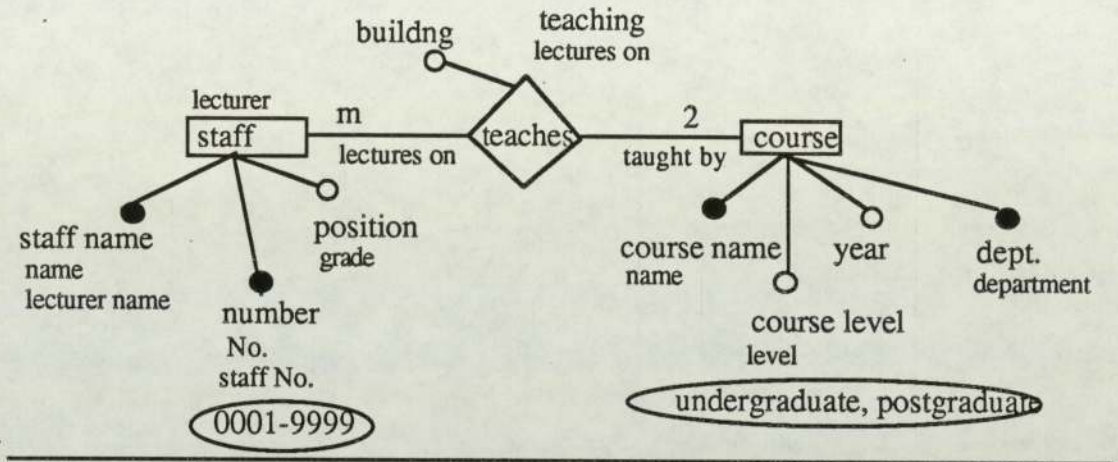 buildng
teaching
lectures on
lecturer
staff
m
lectures on
teaches
2
taught by
course
staff name
name
lecturer name
position
grade
number
No.
staff No.
0001-9999
course name
name
year
dept.
department
course level
level
undergraduate, postgraduate